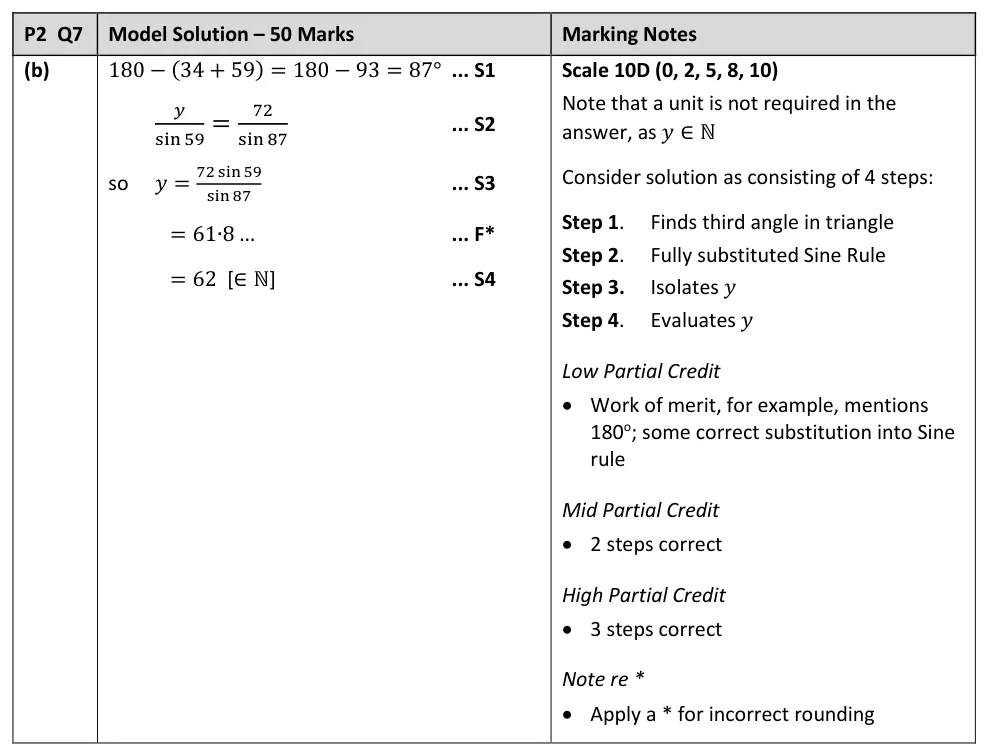 P2 Q7 Model Solution – 50 Marks Marking Notes
(b)
180 − (34 + 59) = 180 − 93 = 87° ... S1
y/sin 59 = 72/sin 87 ... S2
so y = 72 sin 59/sin 87 ... S3
= 61·8 ... ... F*
= 62 [∈ ℕ] ... S4
Scale 10D (0, 2, 5, 8, 10)
Note that a unit is not required in the
answer, as y ∈ ℕ
Consider solution as consisting of 4 steps:
Step 1. Finds third angle in triangle
Step 2. Fully substituted Sine Rule
Step 3. Isolates y
Step 4. Evaluates y
Low Partial Credit
• Work of merit, for example, mentions
180°; some correct substitution into Sine
rule
Mid Partial Credit
• 2 steps correct
High Partial Credit
• 3 steps correct
Note re *
• Apply a * for incorrect rounding